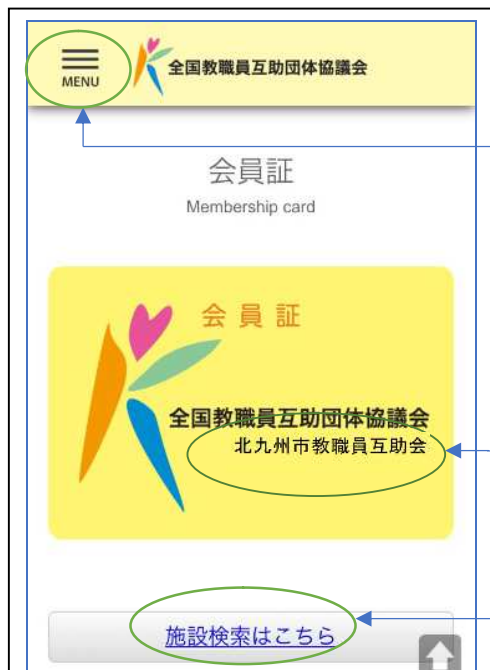 MENU
全国教職員互助団体協議会
会員証
Membership card
会員証
全国教職員互助団体協議会
北九州市教職員互助会
施設検索はこちら